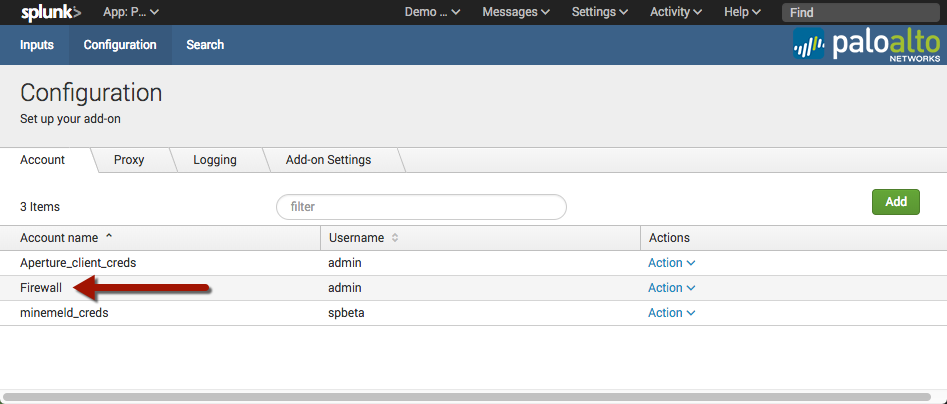 splunk> App: P... Demo ... Messages Settings Activity Help Find
Inputs Configuration Search paloalto
NETWORKS
Configuration
Set up your add-on
Account Proxy Logging Add-on Settings
3 Items filter Add
Account name Username Actions
Aperture_client_creds admin Action
Firewall admin Action
minemeld_creds spbeta Action